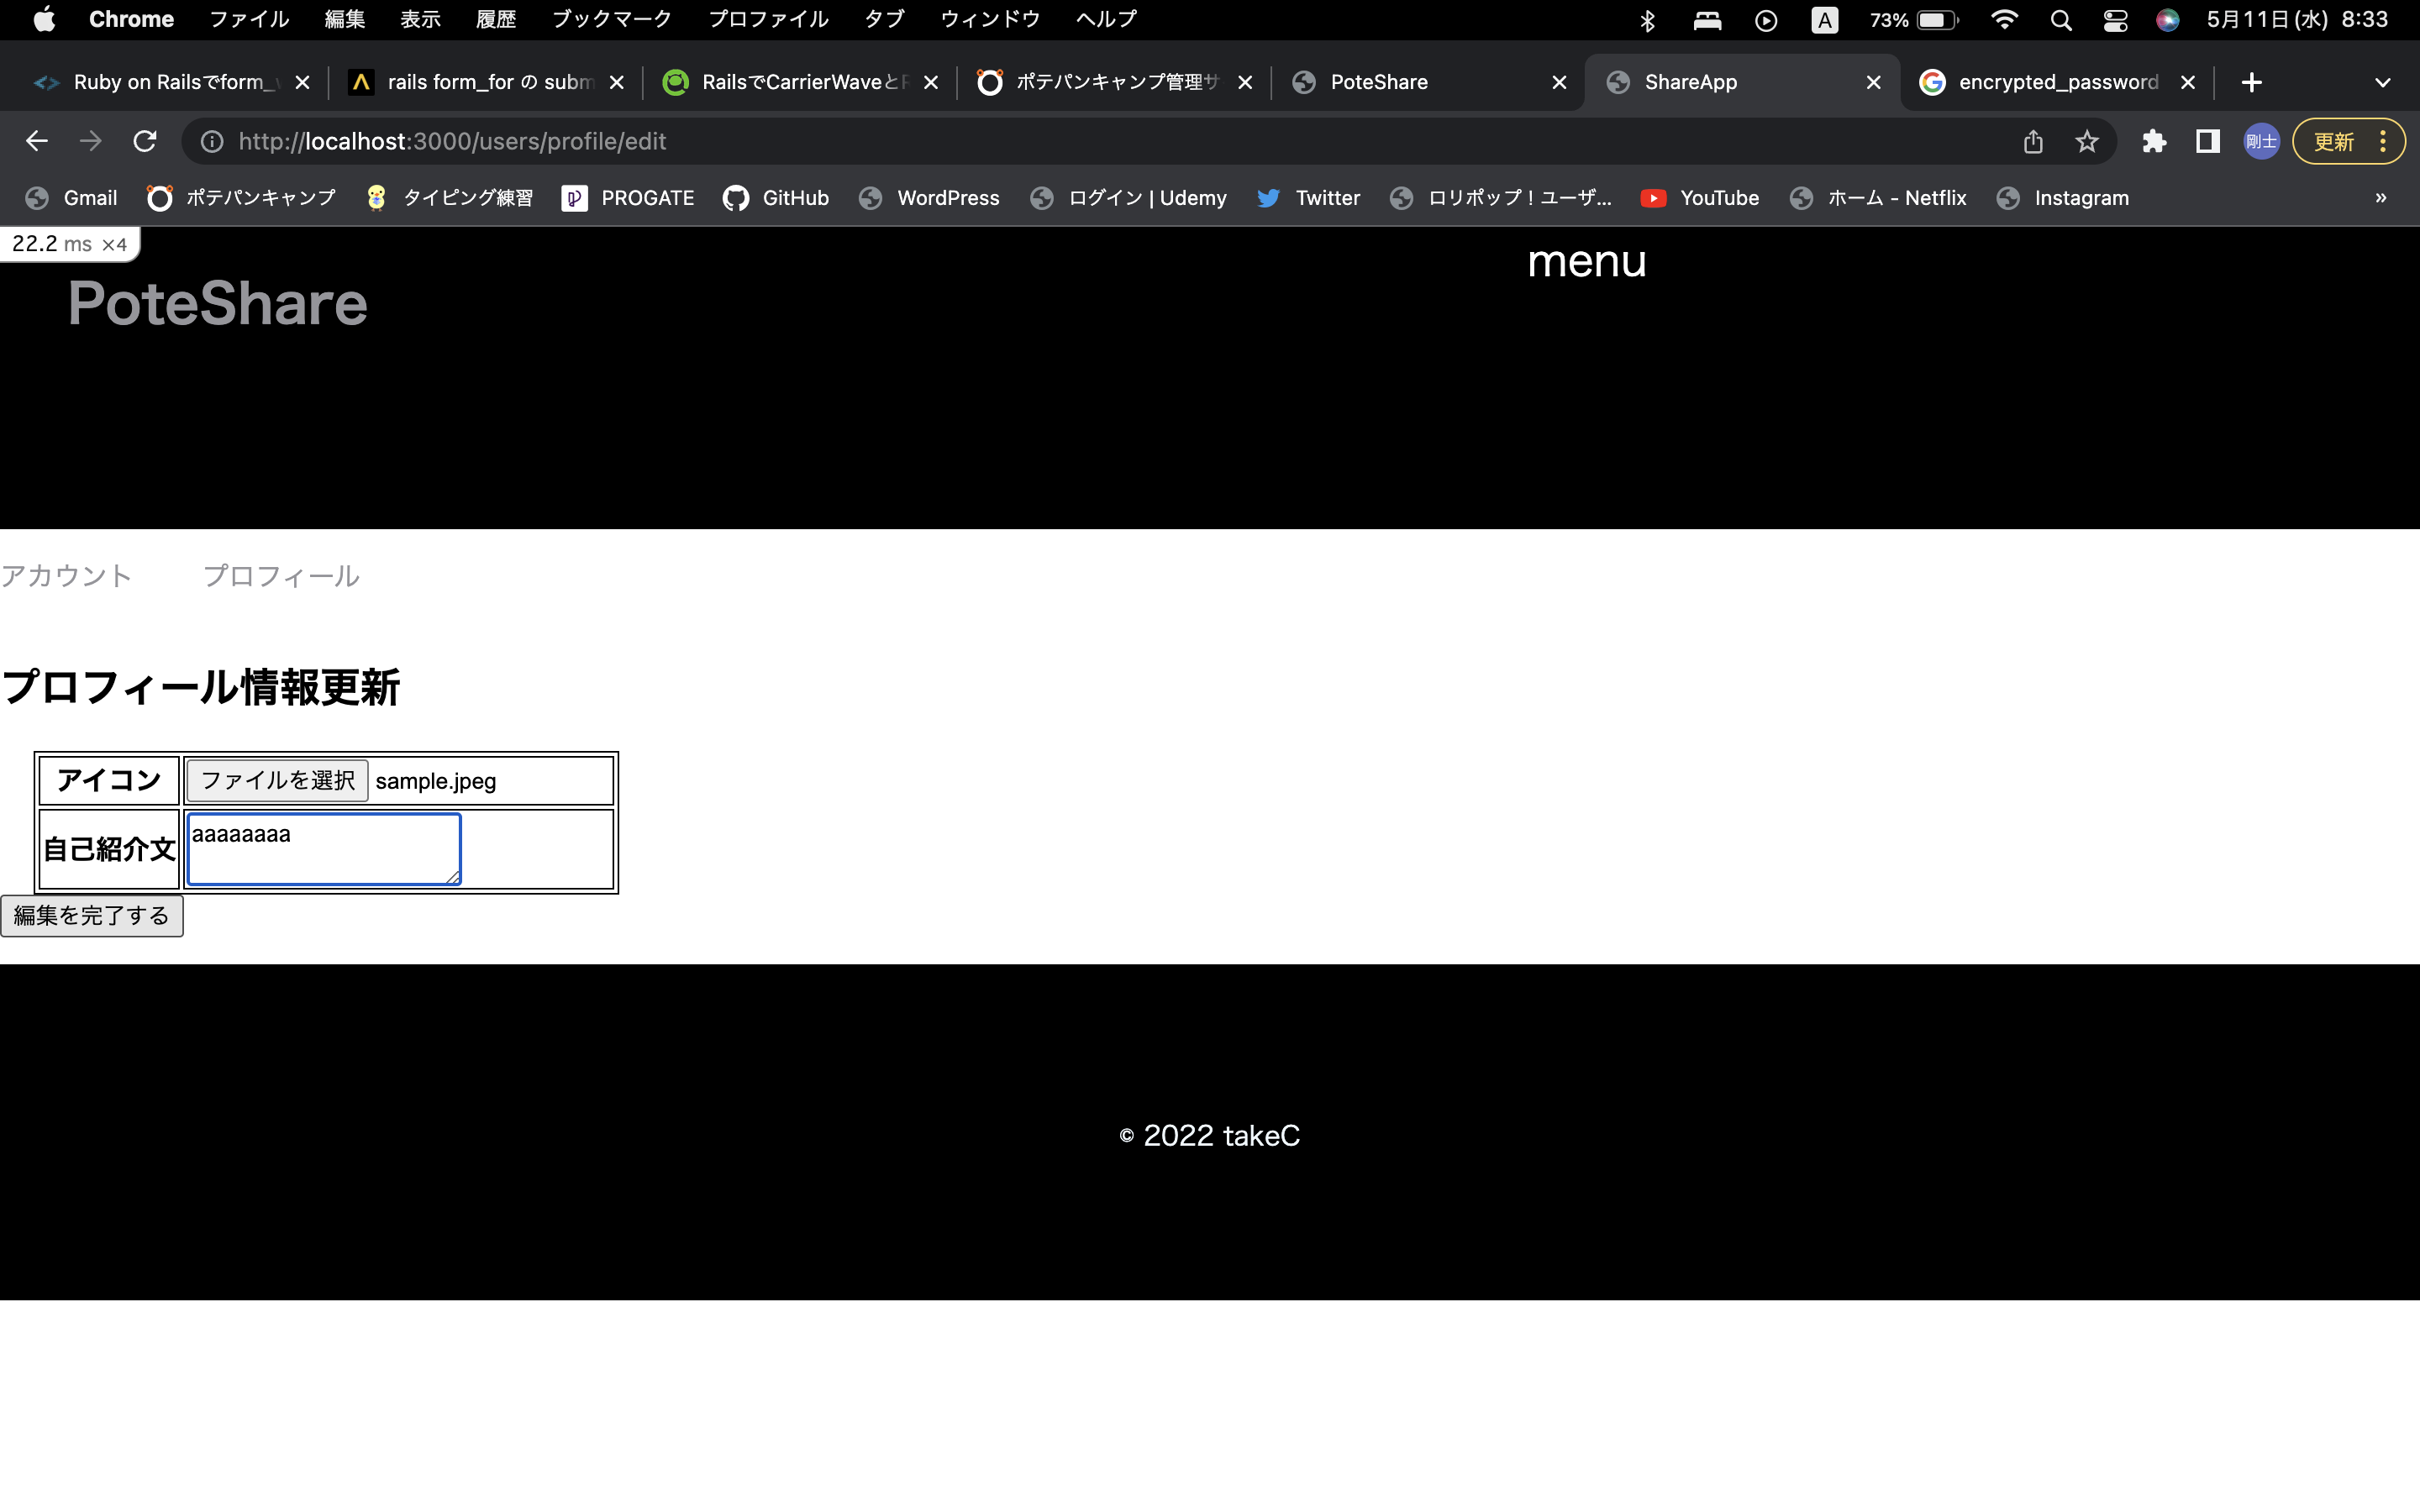 Chrome ファイル 編集 表示 履歴 ブックマーク プロファイル タブ ウィンドウ ヘルプ A 73% 5月11日(水) 8:33
Ruby on Railsでform_ rails form_for の subm RailsでCarrierWaveと ポテパンキャンプ管理サ PoteShare ShareApp encrypted_password
http://localhost:3000/users/profile/edit 剛士 更新
Gmail ポテパンキャンプ タイピング練習 PROGATE GitHub WordPress ログイン | Udemy Twitter ロリポップ！ユーザ... YouTube ホーム - Netflix Instagram »
22.2 ms ×4
menu
PoteShare
アカウント プロフィール
プロフィール情報更新
アイコン ファイルを選択 sample.jpeg
自己紹介文 aaaaaaaa
編集を完了する
© 2022 takeC